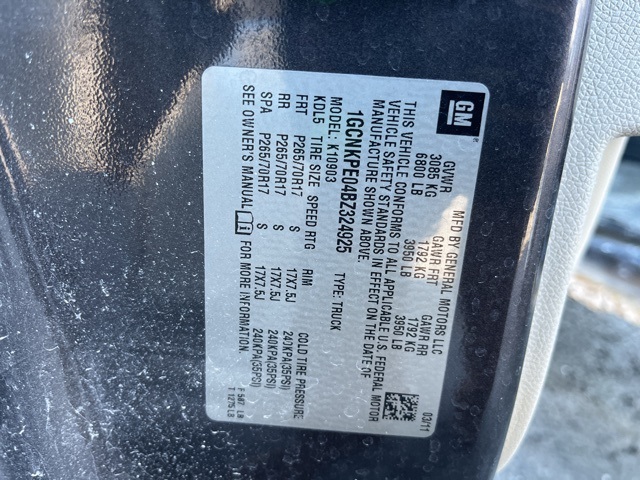 GM
MFD BY GENERAL MOTORS LLC 03/11
GVWR GAWR FRT GAWR RR
3085 KG 1792 KG 1792 KG
6800 LB 3950 LB 3950 LB
THIS VEHICLE CONFORMS TO ALL APPLICABLE U.S. FEDERAL MOTOR
VEHICLE SAFETY STANDARDS IN EFFECT ON THE DATE OF
MANUFACTURE SHOWN ABOVE.
1GCNKPE04BZ324925 TYPE: TRUCK
MODEL: K10903
KDL5 TIRE SIZE SPEED RTG RIM COLD TIRE PRESSURE
FRT P265/70R17 S 17X7.5J 240KPA(35PSI)
RR P265/70R17 S 17X7.5J 240KPA(35PSI)
SPA P265/70R17 S 17X7.5J 240KPA(35PSI)
SEE OWNER'S MANUAL FOR MORE INFORMATION.
F 587 LB
T 1275 LB